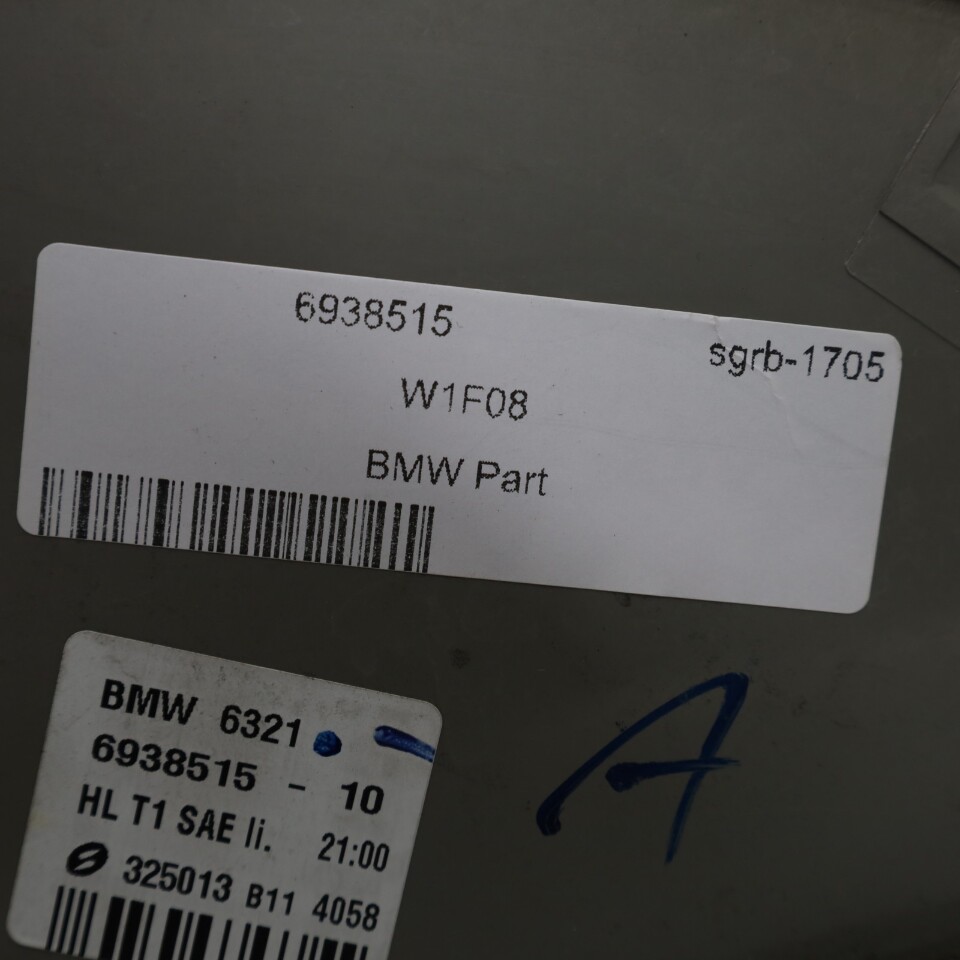 6938515
sgrb-1705
W1F08
BMW Part
BMW 6321
6938515 - 10
HL T1 SAE li. 21:00
325013 B11 4058
A